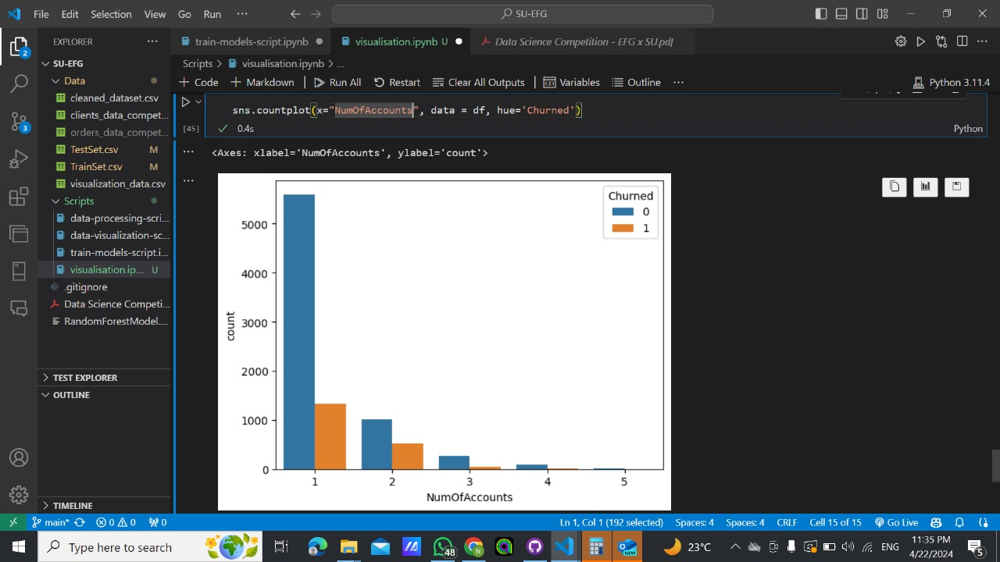 File Edit Selection View Go Run ··· SU-EFG
EXPLORER
SU-EFG
Data
cleaned_dataset.csv
clients_data_compet...
orders_data_compet...
TestSet.csv M
TrainSet.csv M
visualization_data.csv
Scripts
data-processing-scri...
data-visualization-sc...
train-models-script.i...
visualisation.ip... U
.gitignore
Data Science Competi...
RandomForestModel....
TEST EXPLORER
OUTLINE
TIMELINE
2
3
train-models-script.ipynb
visualisation.ipynb U
Data Science Competition - EFG x SU.pdf
Scripts > visualisation.ipynb > ...
+ Code + Markdown Run All Restart Clear All Outputs Variables Outline ··· Python 3.11.4
sns.countplot(x="NumOfAccounts", data = df, hue='Churned')
[45] 0.4s Python
<Axes: xlabel='NumOfAccounts', ylabel='count'>
Churned
0
1
5000
4000
3000
2000
1000
0
count
1 2 3 4 5
NumOfAccounts
main* 0 0 0 Ln 1, Col 1 (192 selected) Spaces: 4 Spaces: 4 CRLF Cell 15 of 15 Go Live
Type here to search 48 NEW 23°C ENG 11:35 PM
4/22/2024 5